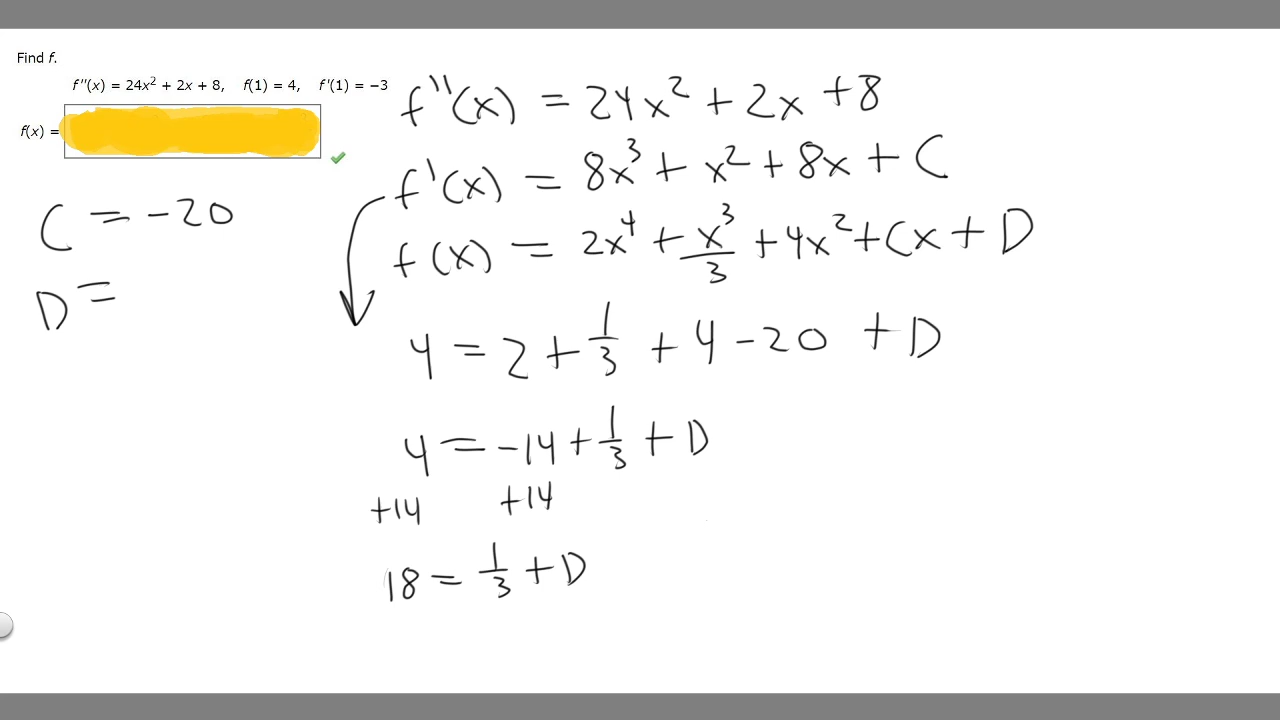 Find f.
f''(x) = 24x² + 2x + 8, f(1) = 4, f'(1) = −3
f(x) =
C = -20
D =
f''(x) = 24x² + 2x + 8
f'(x) = 8x³ + x² + 8x + C
f(x) = 2x⁴ + x³/3 + 4x² + Cx + D
4 = 2 + 1/3 + 4 - 20 + D
4 = -14 + 1/3 + D
+14 +14
18 = 1/3 + D